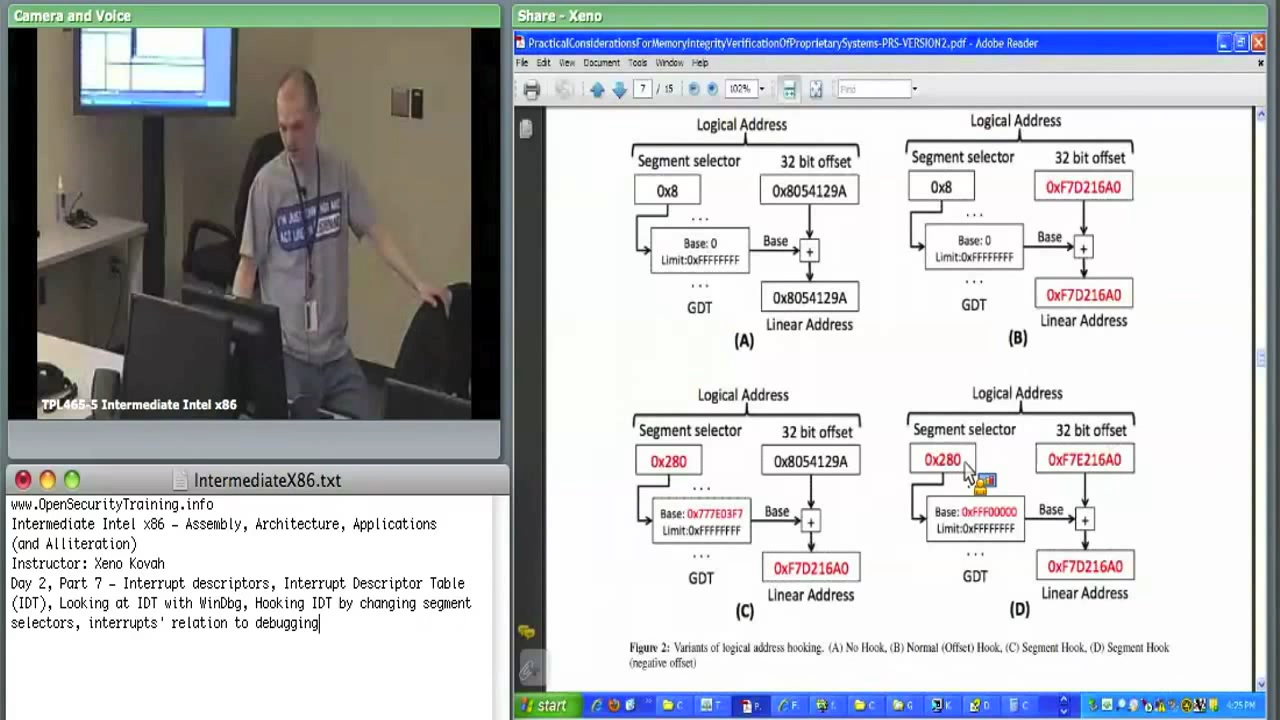 Camera and Voice
I'M JUST
TPL465-5 Intermediate Intel x86
IntermediateX86.txt
www.OpenSecurityTraining.info
Intermediate Intel x86 – Assembly, Architecture, Applications
(and Alliteration)
Instructor: Xeno Kovah
Day 2, Part 7 – Interrupt descriptors, Interrupt Descriptor Table
(IDT), Looking at IDT with WinDbg, Hooking IDT by changing segment
selectors, interrupts' relation to debugging
Share - Xeno
PracticalConsiderationsForMemoryIntegrityVerificationOfProprietarySystems-PRS-VERSION2.pdf - Adobe Reader
File Edit View Document Tools Window Help
7 / 15 102% Find
Logical Address
Segment selector 32 bit offset
0x8 0x8054129A
...
Base: 0 Base +
Limit:0xFFFFFFFF
...
0x8054129A
GDT
Linear Address
(A)
Logical Address
Segment selector 32 bit offset
0x8 0xF7D216A0
...
Base: 0 Base +
Limit:0xFFFFFFFF
...
0xF7D216A0
GDT
Linear Address
(B)
Logical Address
Segment selector 32 bit offset
0x280 0x8054129A
...
Base: 0x777E03F7 Base +
Limit:0xFFFFFFFF
...
0xF7D216A0
GDT
Linear Address
(C)
Logical Address
Segment selector 32 bit offset
0x280 0xF7E216A0
...
Base: 0xFFF00000 Base +
Limit:0xFFFFFFFF
...
0xF7D216A0
GDT
Linear Address
(D)
Figure 2: Variants of logical address hooking. (A) No Hook, (B) Normal (Offset) Hook, (C) Segment Hook, (D) Segment Hook
(negative offset)
start
4:25 PM